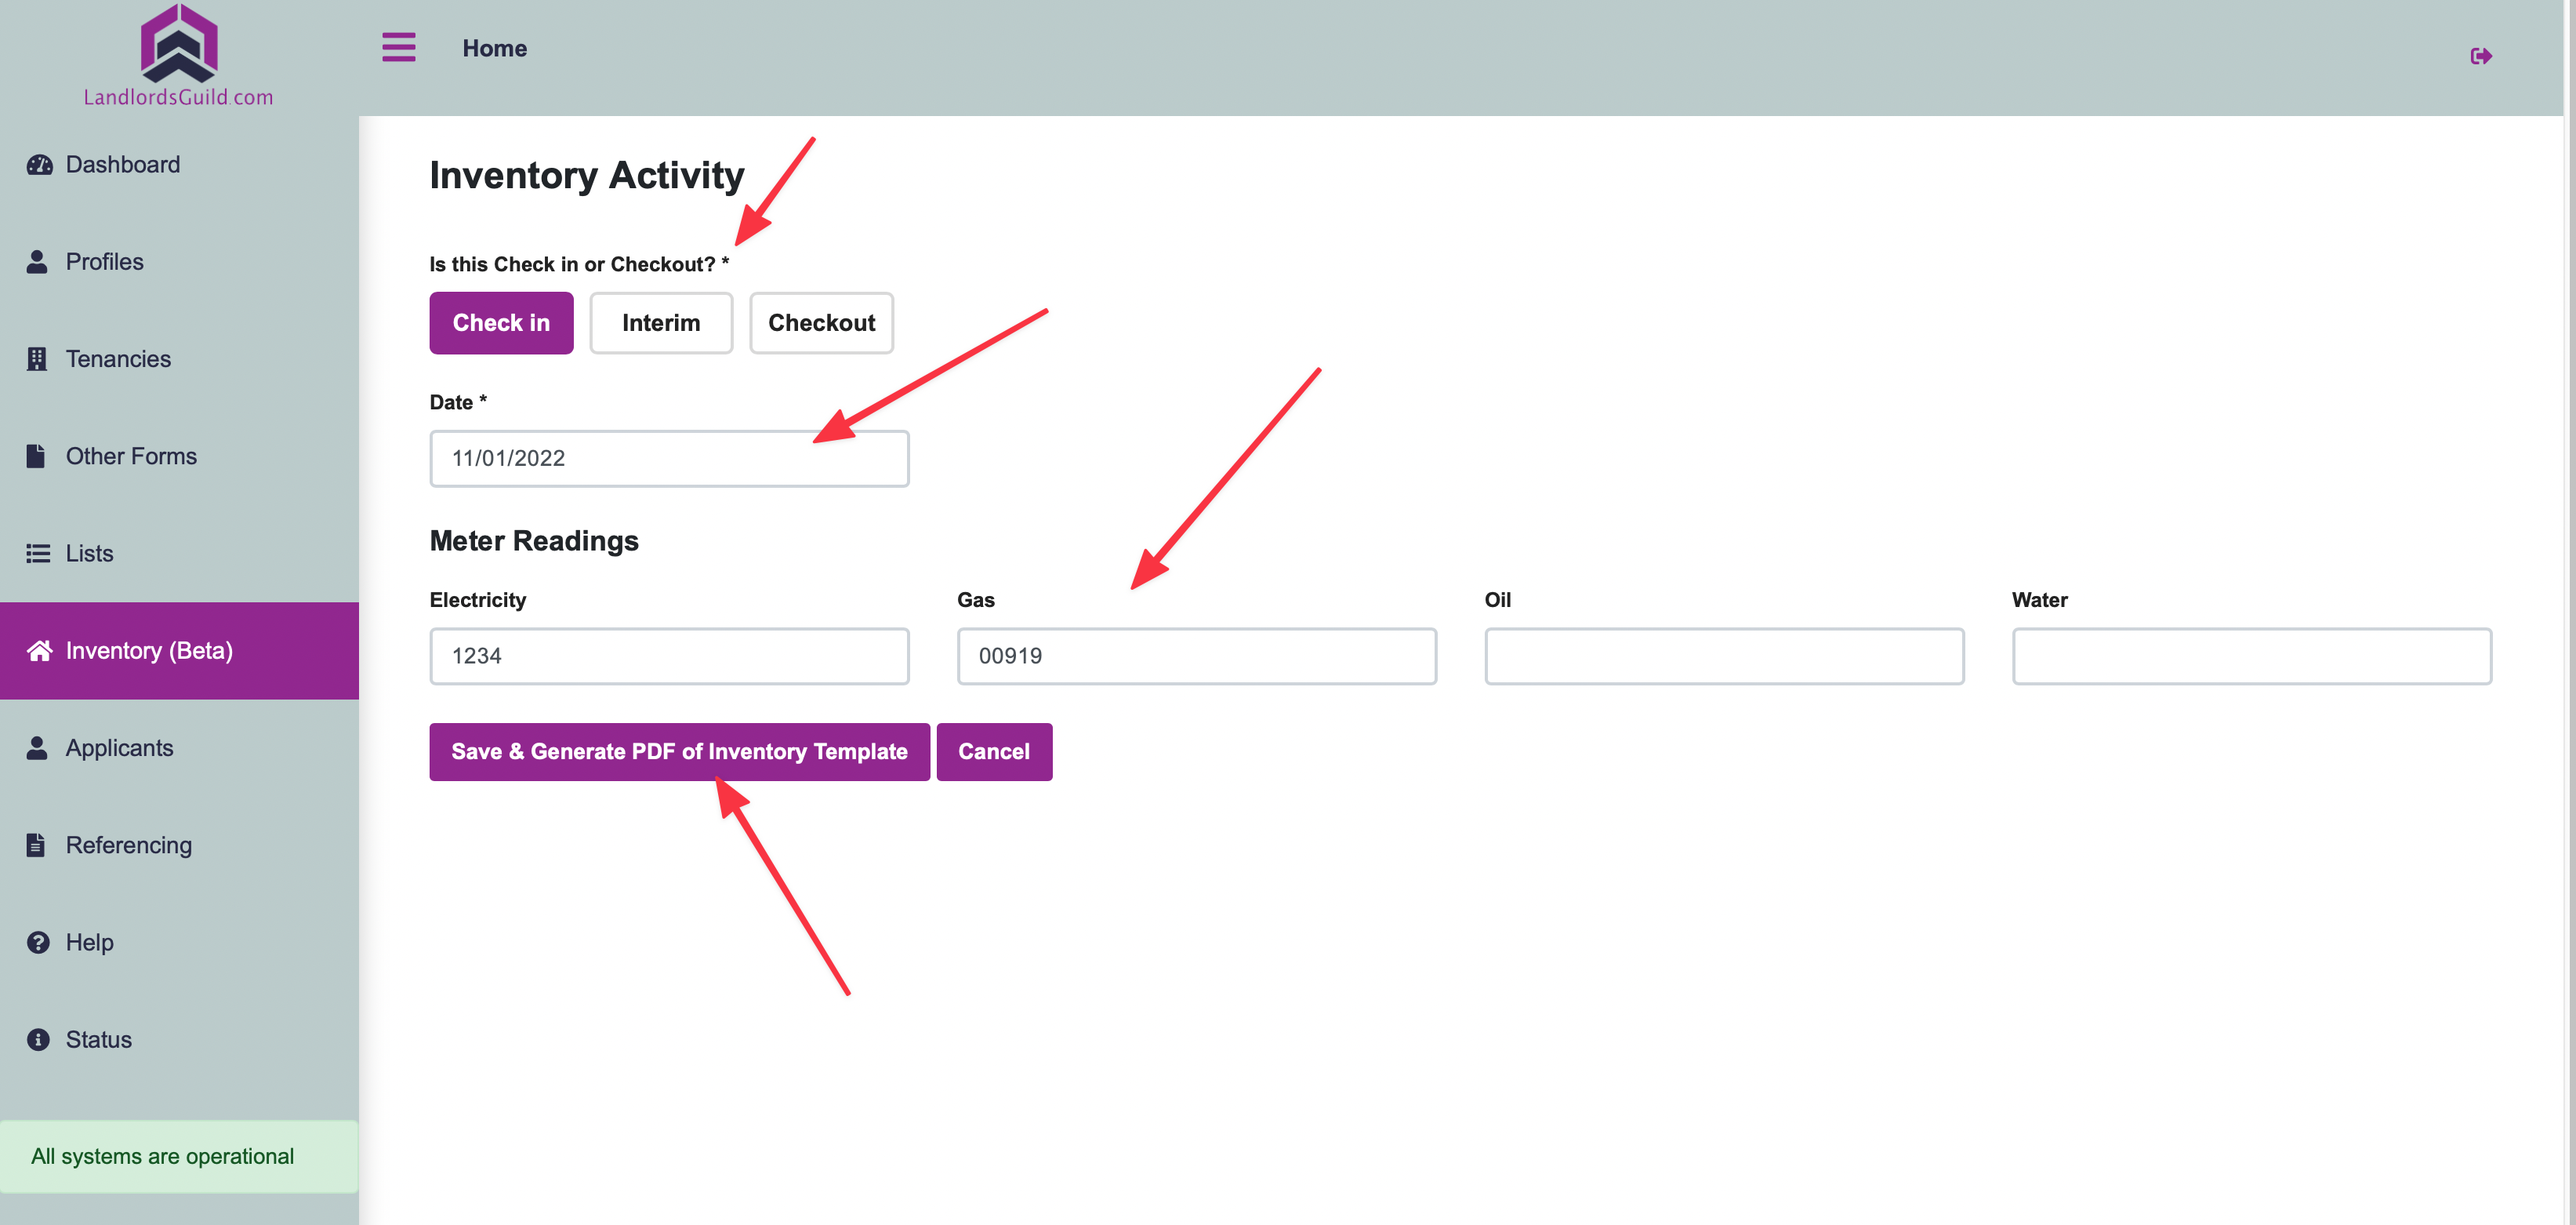 LandlordsGuild.com
Home
Dashboard
Profiles
Tenancies
Other Forms
Lists
Inventory (Beta)
Applicants
Referencing
Help
Status
All systems are operational
Inventory Activity
Is this Check in or Checkout? *
Check in Interim Checkout
Date *
11/01/2022
Meter Readings
Electricity Gas Oil Water
1234 00919
Save & Generate PDF of Inventory Template Cancel